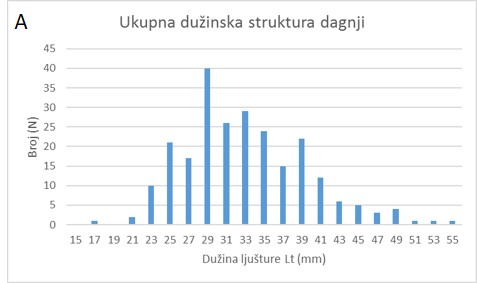 A
Ukupna dužinska struktura dagnji
Broj (N)
45
40
35
30
25
20
15
10
5
0
15 17 19 21 23 25 27 29 31 33 35 37 39 41 43 45 47 49 51 53 55
Dužina ljušture Lt (mm)